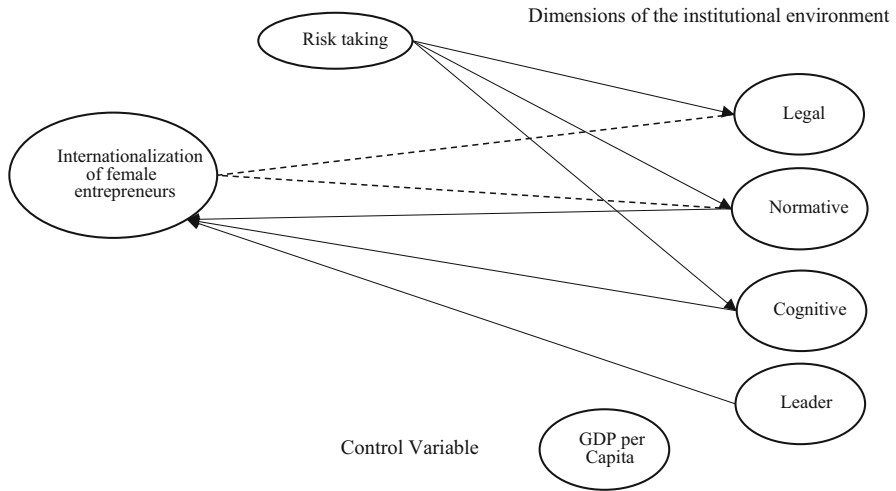 Dimensions of the institutional environment
Risk taking
Legal
Internationalization
of female
entrepreneurs
Normative
Cognitive
Leader
Control Variable
GDP per
Capita